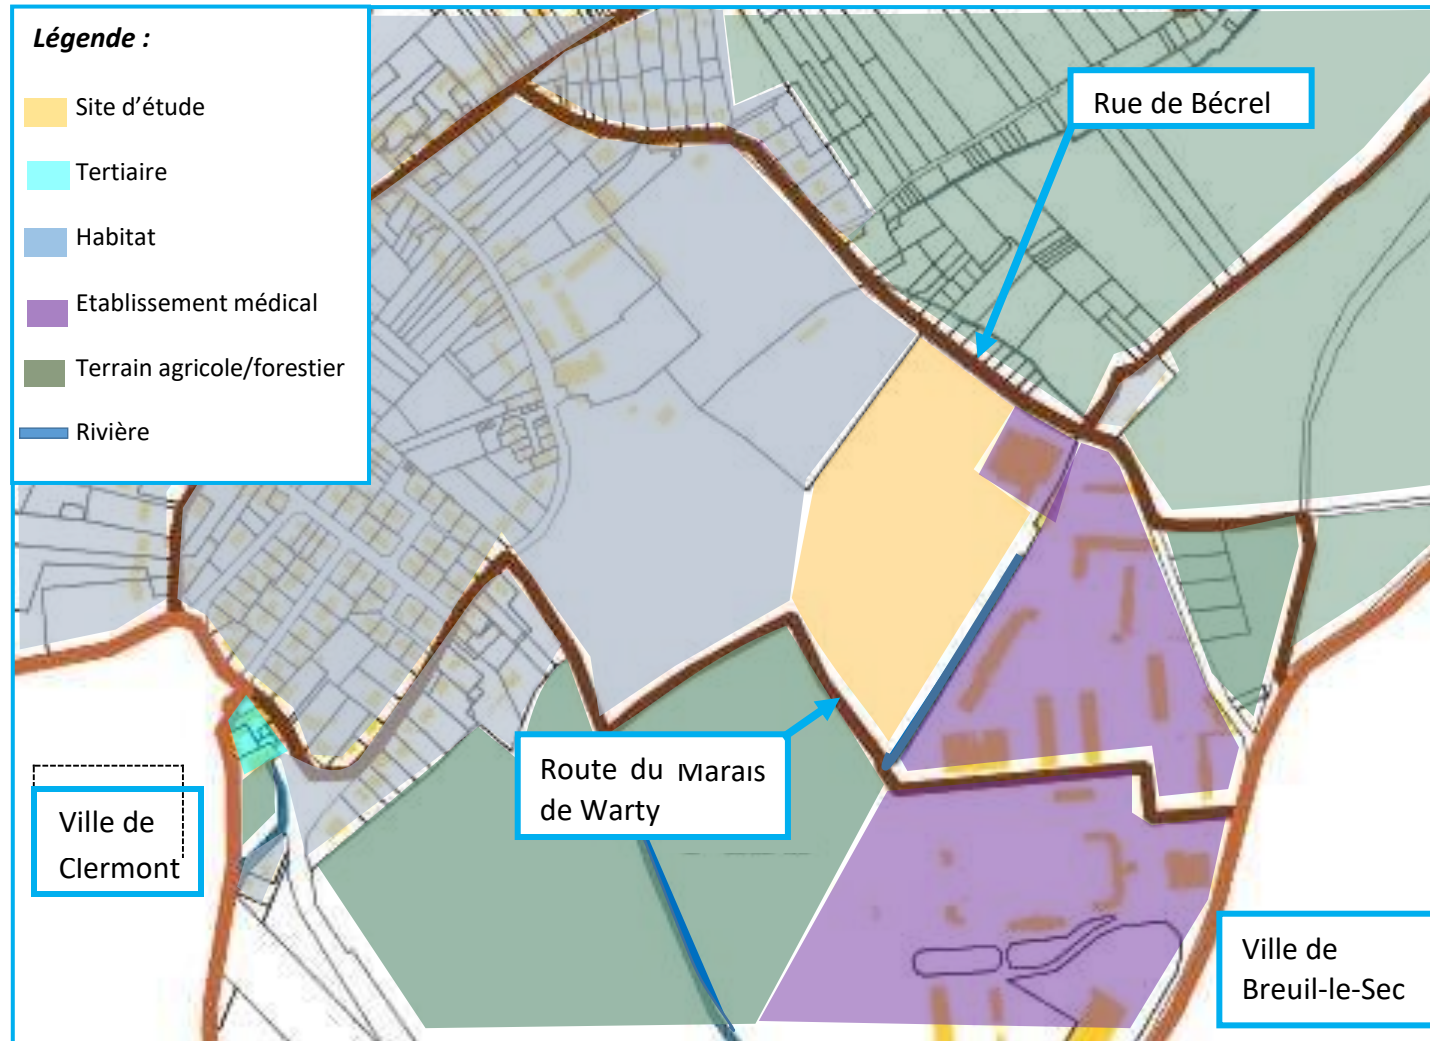 Légende :
Site d'étude
Tertiaire
Habitat
Etablissement médical
Terrain agricole/forestier
Rivière
Rue de Bécrel
Route du Marais
de Warty
Ville de
Clermont
Ville de
Breuil-le-Sec